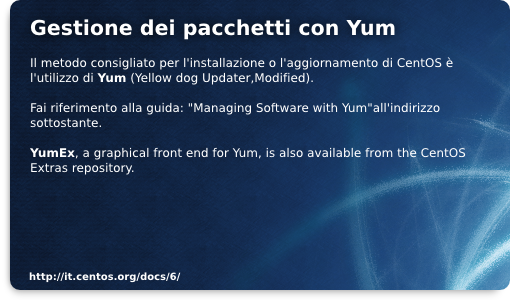 Gestione dei pacchetti con Yum
Il metodo consigliato per l'installazione o l'aggiornamento di CentOS è
l'utilizzo di Yum (Yellow dog Updater,Modified).
Fai riferimento alla guida: "Managing Software with Yum"all'indirizzo
sottostante.
YumEx, a graphical front end for Yum, is also available from the CentOS
Extras repository.
http://it.centos.org/docs/6/